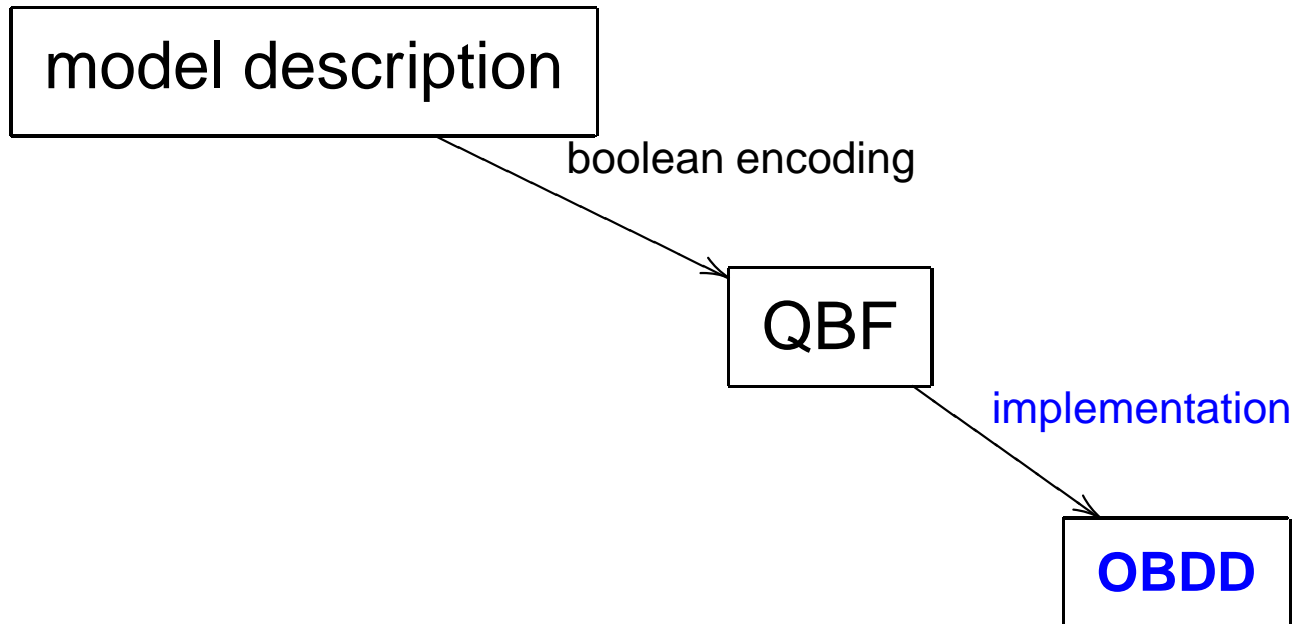 model description
boolean encoding
QBF
implementation
OBDD